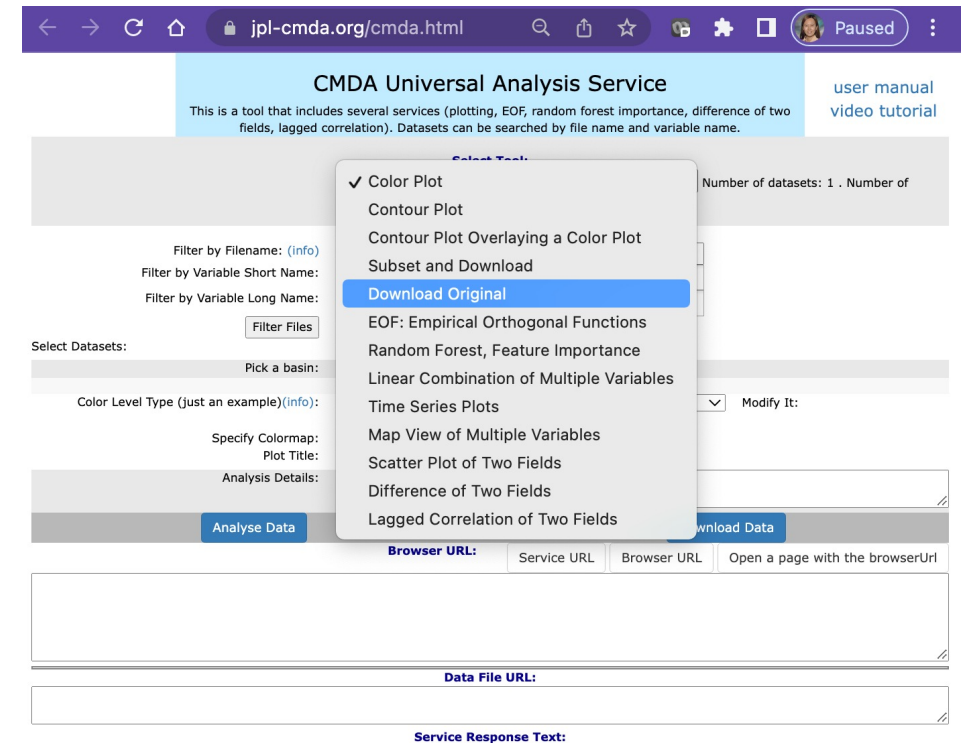 jpl-cmda.org/cmda.html
Paused
CMDA Universal Analysis Service
This is a tool that includes several services (plotting, EOF, random forest importance, difference of two
fields, lagged correlation). Datasets can be searched by file name and variable name.
user manual
video tutorial
Select Tool:
✓ Color Plot
Contour Plot
Contour Plot Overlaying a Color Plot
Subset and Download
Download Original
EOF: Empirical Orthogonal Functions
Random Forest, Feature Importance
Linear Combination of Multiple Variables
Time Series Plots
Map View of Multiple Variables
Scatter Plot of Two Fields
Difference of Two Fields
Lagged Correlation of Two Fields
Number of datasets: 1 . Number of
Filter by Filename: (info)
Filter by Variable Short Name:
Filter by Variable Long Name:
Filter Files
Select Datasets:
Pick a basin:
Color Level Type (just an example)(info):
Modify It:
Specify Colormap:
Plot Title:
Analysis Details:
Analyse Data
wnload Data
Browser URL:
Service URL
Browser URL
Open a page with the browserUrl
Data File URL:
Service Response Text: